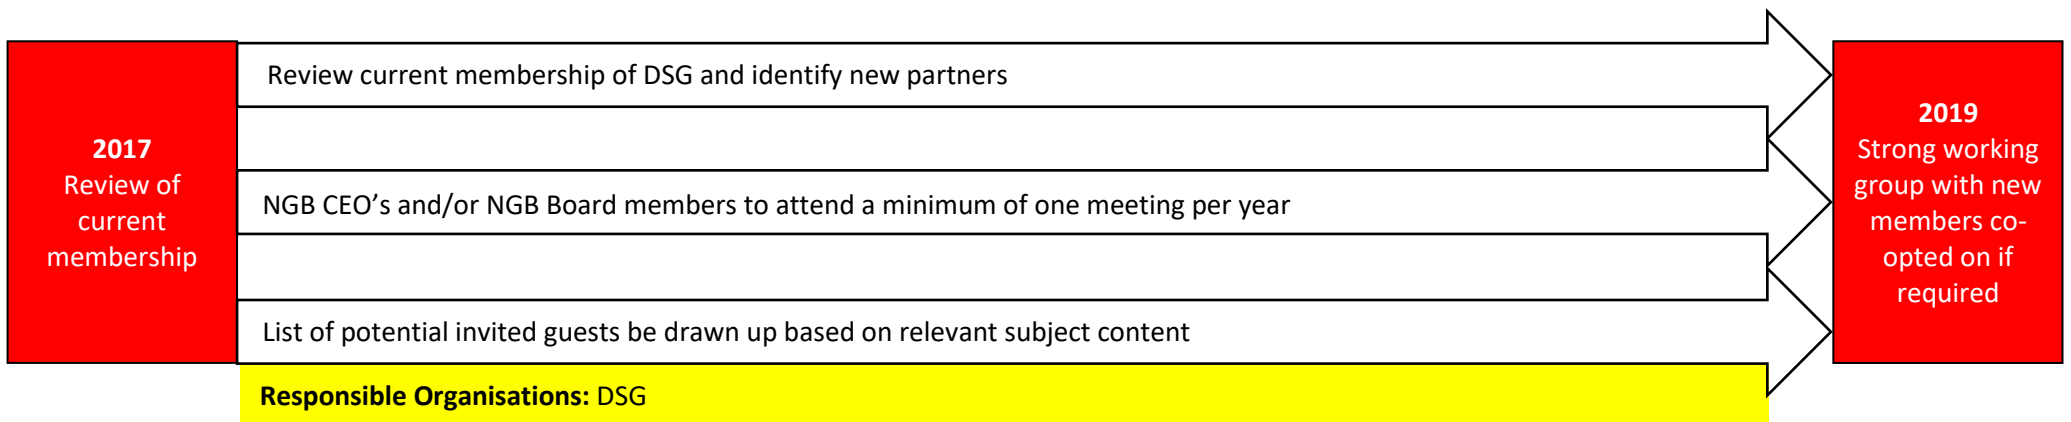 2017
Review of
current
membership
Review current membership of DSG and identify new partners
NGB CEO’s and/or NGB Board members to attend a minimum of one meeting per year
List of potential invited guests be drawn up based on relevant subject content
Responsible Organisations: DSG
2019
Strong working
group with new
members co-
opted on if
required